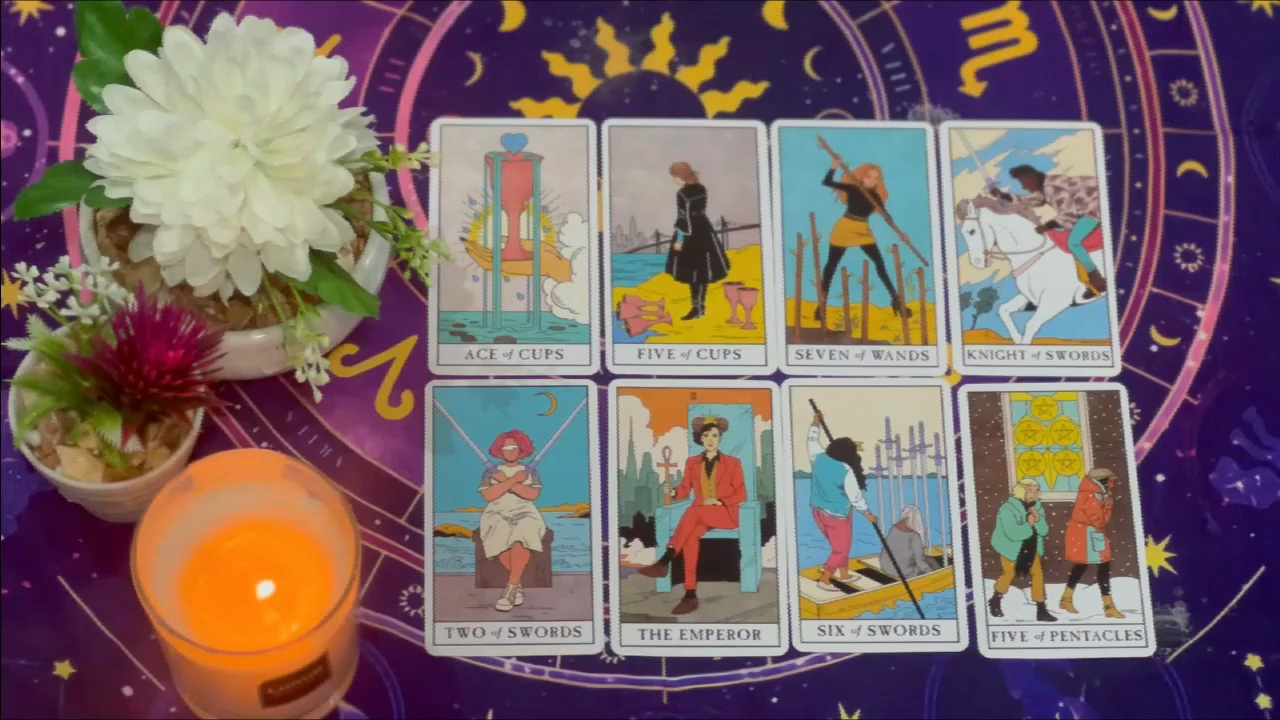 ACE of CUPS
FIVE of CUPS
SEVEN of WANDS
KNIGHT of SWORDS
TWO of SWORDS
THE EMPEROR
SIX of SWORDS
FIVE of PENTACLES